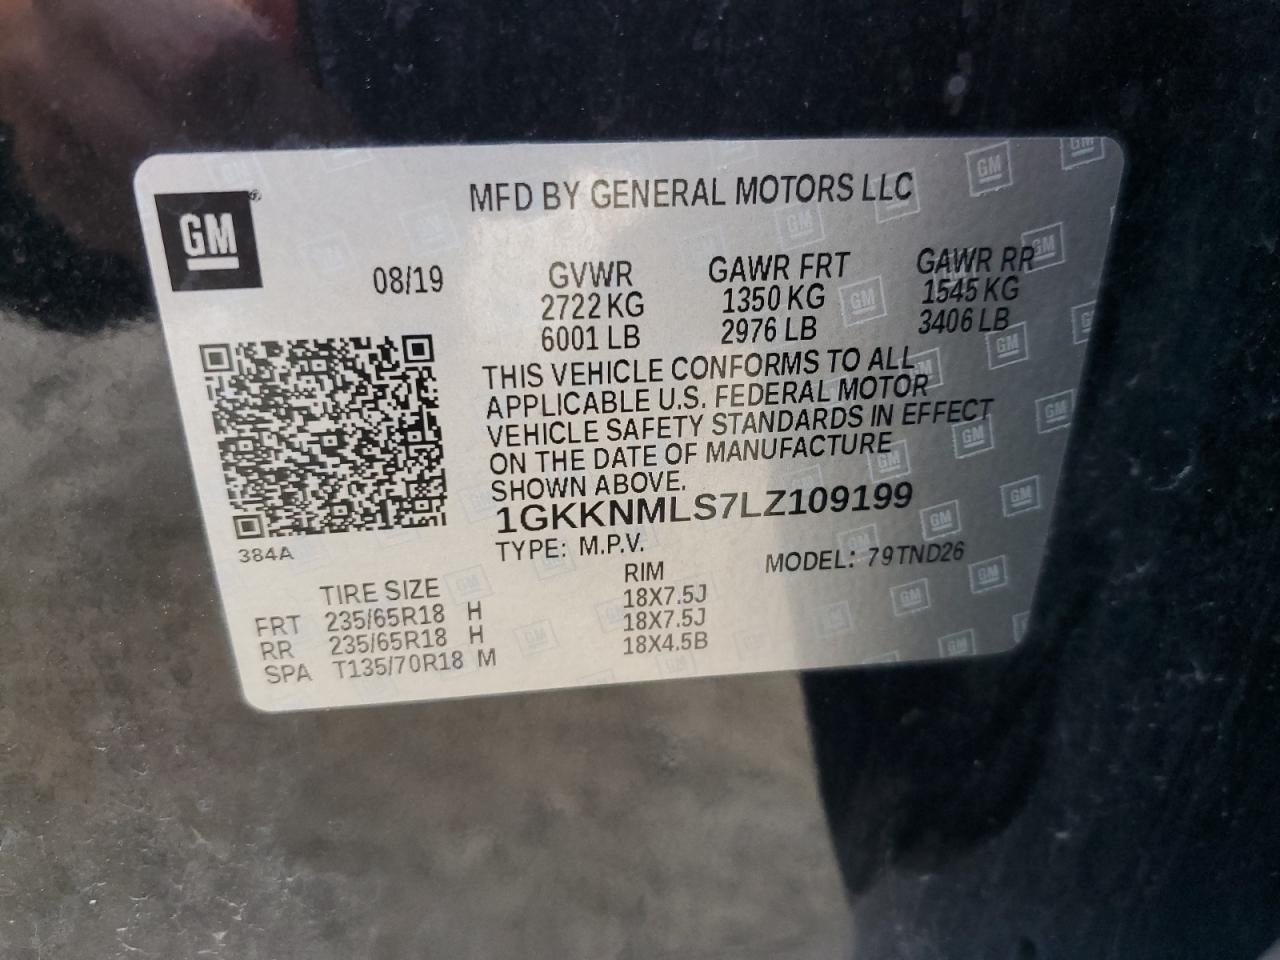 GM
MFD BY GENERAL MOTORS LLC
08/19 GVWR GAWR FRT GAWR RR
2722 KG 1350 KG 1545 KG
6001 LB 2976 LB 3406 LB
THIS VEHICLE CONFORMS TO ALL
APPLICABLE U.S. FEDERAL MOTOR
VEHICLE SAFETY STANDARDS IN EFFECT
ON THE DATE OF MANUFACTURE
SHOWN ABOVE.
1GKKNMLS7LZ109199
384A
TYPE: M.P.V. MODEL: 79TND26
TIRE SIZE RIM
FRT 235/65R18 H 18X7.5J
RR 235/65R18 H 18X7.5J
SPA T135/70R18 M 18X4.5B